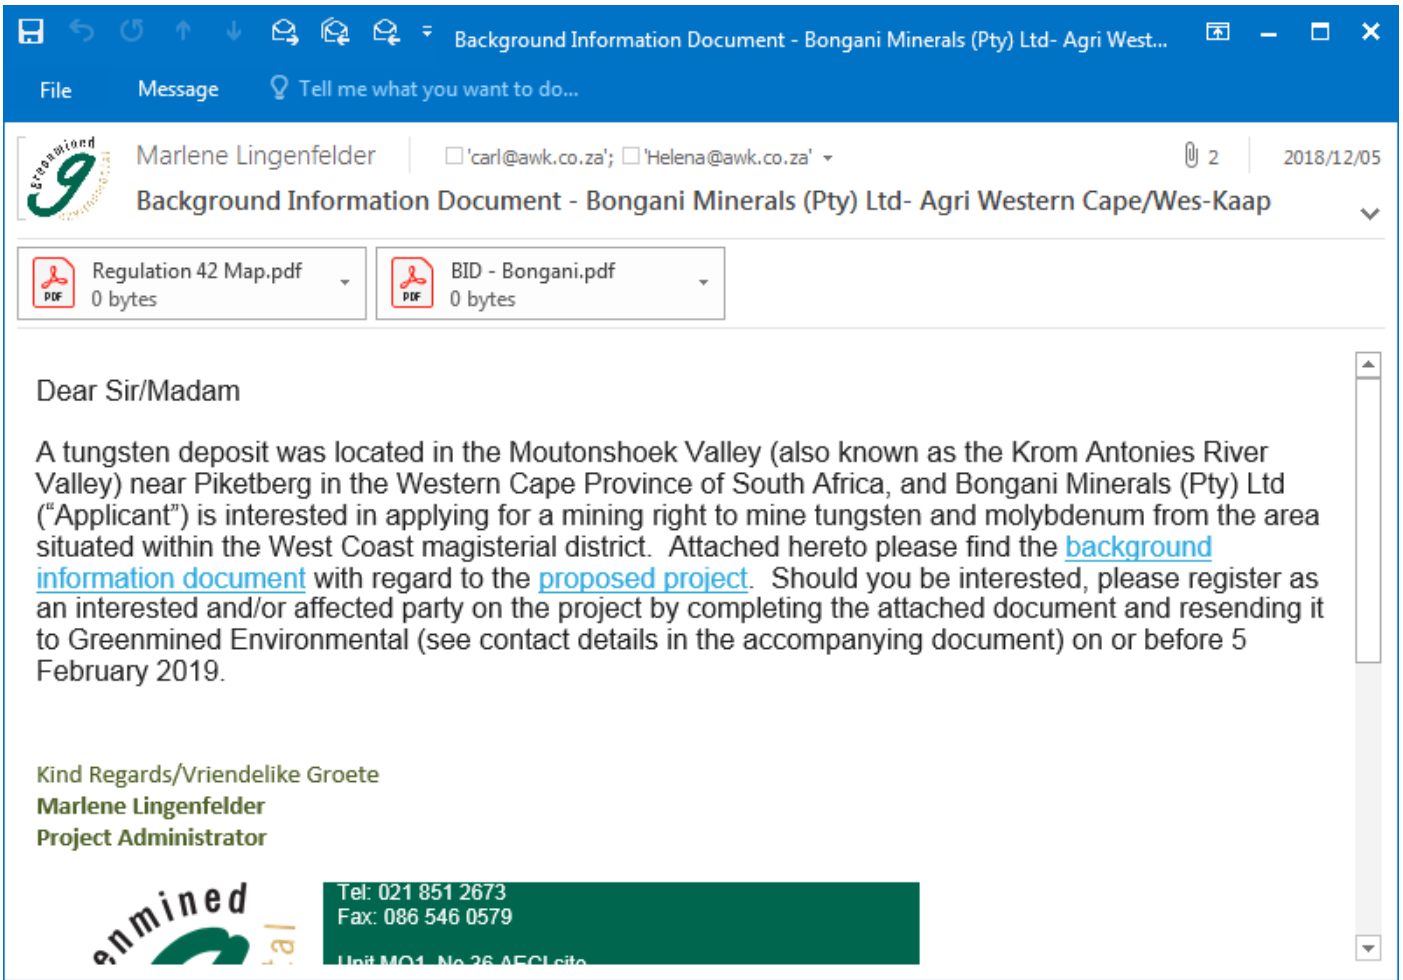 Background Information Document - Bongani Minerals (Pty) Ltd- Agri West...
File Message Tell me what you want to do...
greenmined
Marlene Lingenfelder 'carl@awk.co.za'; 'Helena@awk.co.za' 2 2018/12/05
Background Information Document - Bongani Minerals (Pty) Ltd- Agri Western Cape/Wes-Kaap
Regulation 42 Map.pdf
0 bytes
PDF
BID - Bongani.pdf
0 bytes
PDF
Dear Sir/Madam
A tungsten deposit was located in the Moutonshoek Valley (also known as the Krom Antonies River
Valley) near Piketberg in the Western Cape Province of South Africa, and Bongani Minerals (Pty) Ltd
(“Applicant”) is interested in applying for a mining right to mine tungsten and molybdenum from the area
situated within the West Coast magisterial district.  Attached hereto please find the background
information document with regard to the proposed project.  Should you be interested, please register as
an interested and/or affected party on the project by completing the attached document and resending it
to Greenmined Environmental (see contact details in the accompanying document) on or before 5
February 2019.
Kind Regards/Vriendelike Groete
Marlene Lingenfelder
Project Administrator
Tel: 021 851 2673
Fax: 086 546 0579
Unit MO1, No 36 AECI site